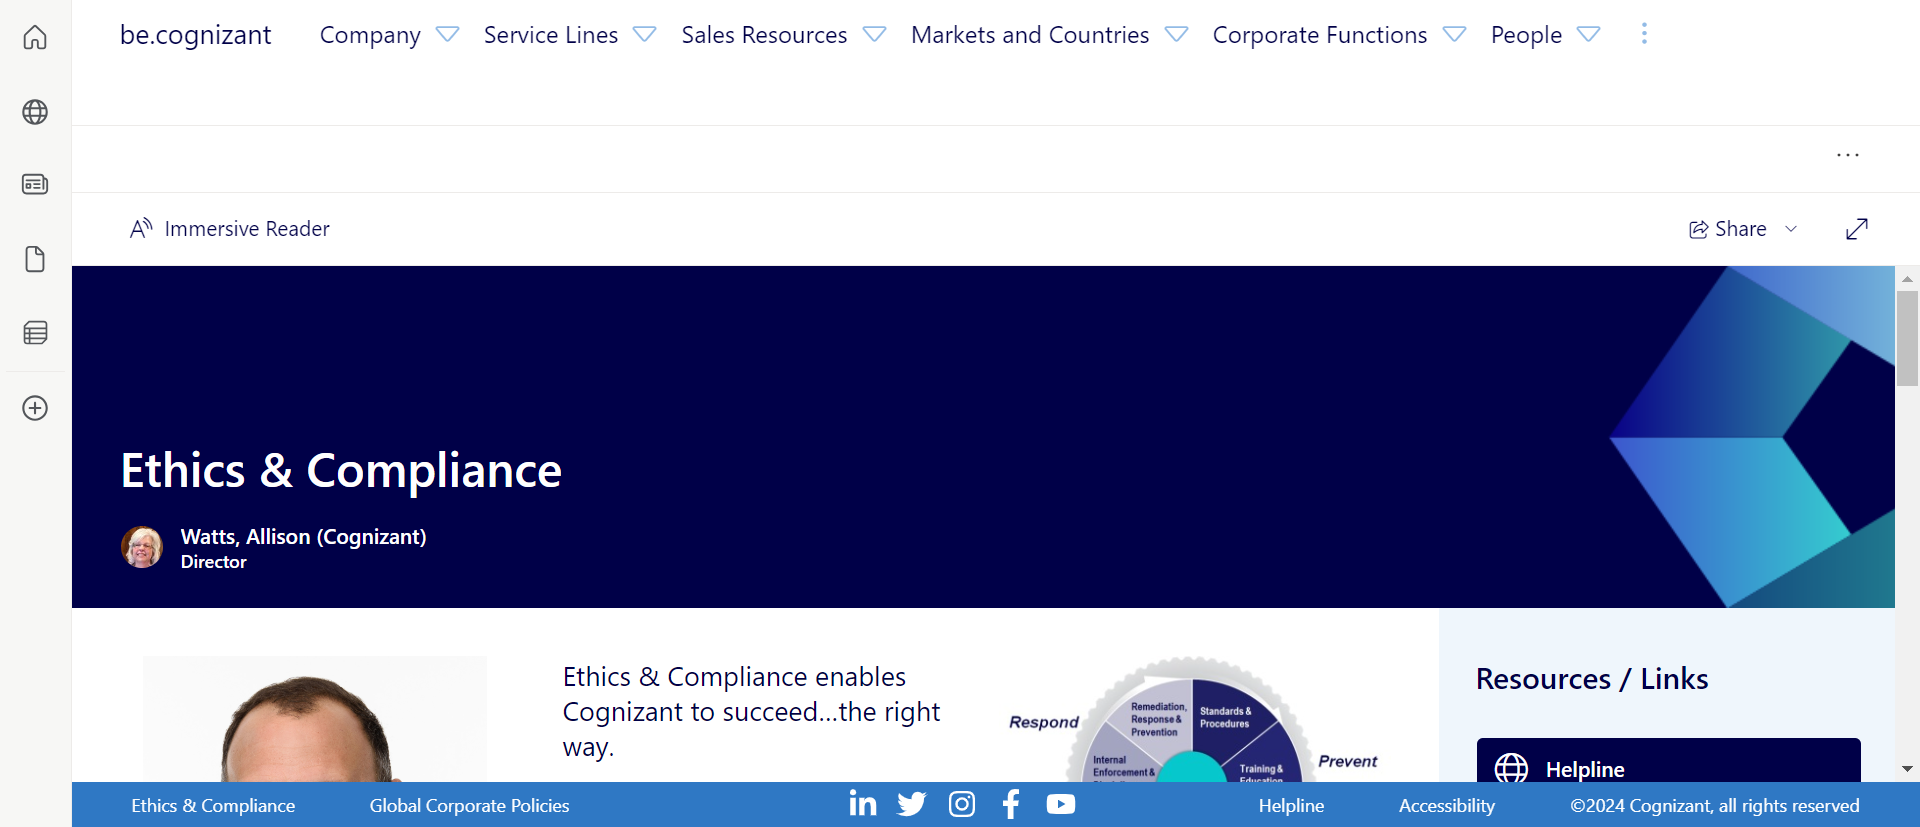 be.cognizant
Company
Service Lines
Sales Resources
Markets and Countries
Corporate Functions
People
Immersive Reader
Share
Ethics & Compliance
Watts, Allison (Cognizant)
Director
Ethics & Compliance enables
Cognizant to succeed...the right
way.
Respond
Remediation,
Response &
Prevention
Standards &
Procedures
Prevent
Internal
Enforcement &
Training &
Education
Resources / Links
Helpline
Ethics & Compliance
Global Corporate Policies
Helpline
Accessibility
©2024 Cognizant, all rights reserved